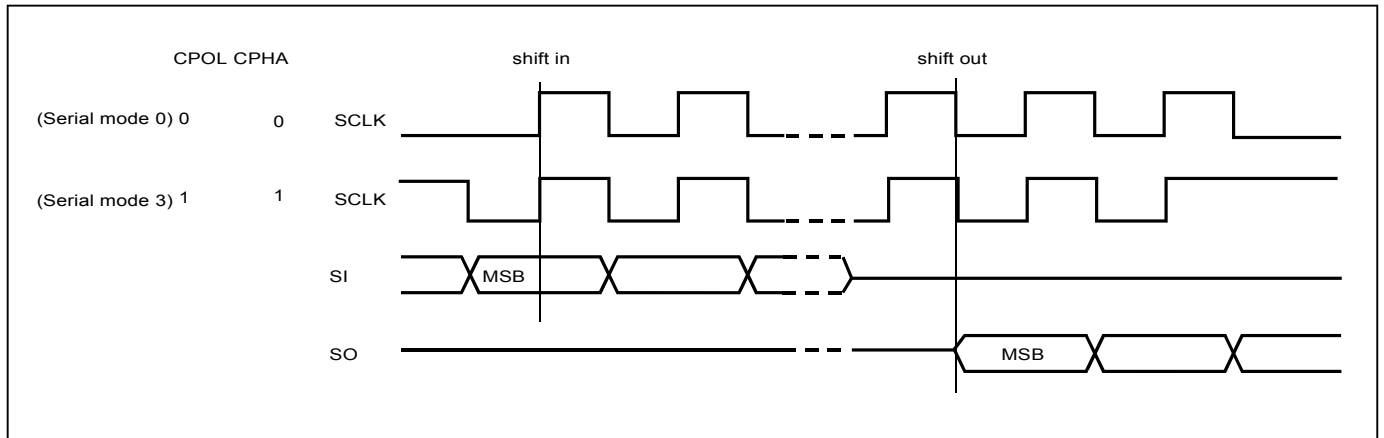 CPOL CPHA shift in shift out
(Serial mode 0) 0 0 SCLK
(Serial mode 3) 1 1 SCLK
SI MSB
SO MSB